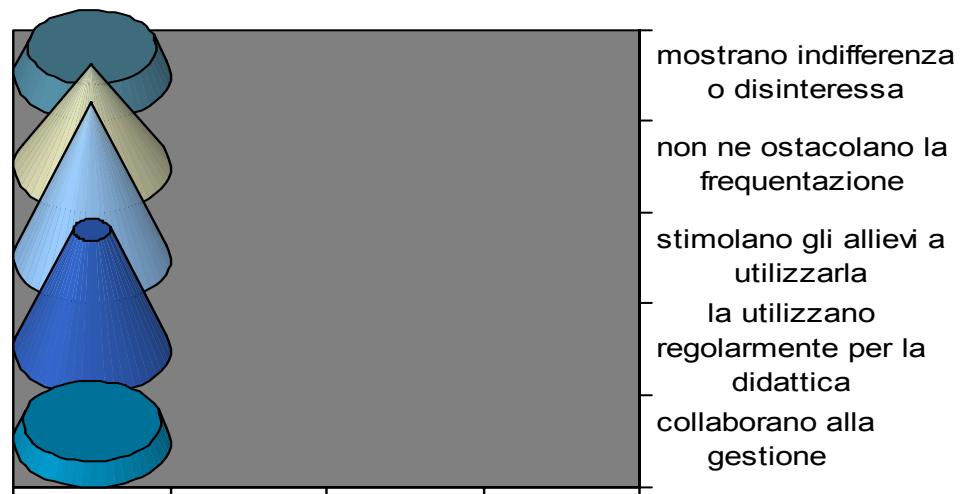 mostrano indifferenza
o disinteressa
non ne ostacolano la
frequentazione
stimolano gli allievi a
utilizzarla
la utilizzano
regolarmente per la
didattica
collaborano alla
gestione